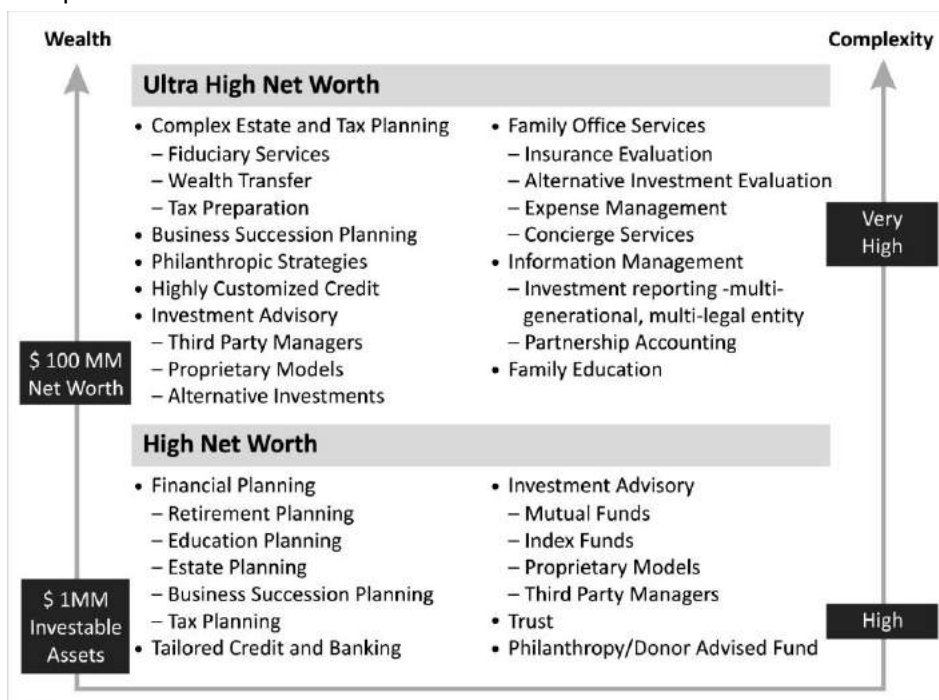 Wealth
Complexity
Ultra High Net Worth
• Complex Estate and Tax Planning
– Fiduciary Services
– Wealth Transfer
– Tax Preparation
• Business Succession Planning
• Philanthropic Strategies
• Highly Customized Credit
• Investment Advisory
– Third Party Managers
– Proprietary Models
– Alternative Investments
• Family Office Services
– Insurance Evaluation
– Alternative Investment Evaluation
– Expense Management
– Concierge Services
• Information Management
– Investment reporting -multi-
generational, multi-legal entity
– Partnership Accounting
• Family Education
Very
High
$ 100 MM
Net Worth
High Net Worth
• Financial Planning
– Retirement Planning
– Education Planning
– Estate Planning
– Business Succession Planning
– Tax Planning
• Tailored Credit and Banking
• Investment Advisory
– Mutual Funds
– Index Funds
– Proprietary Models
– Third Party Managers
• Trust
• Philanthropy/Donor Advised Fund
$ 1MM
Investable
Assets
High